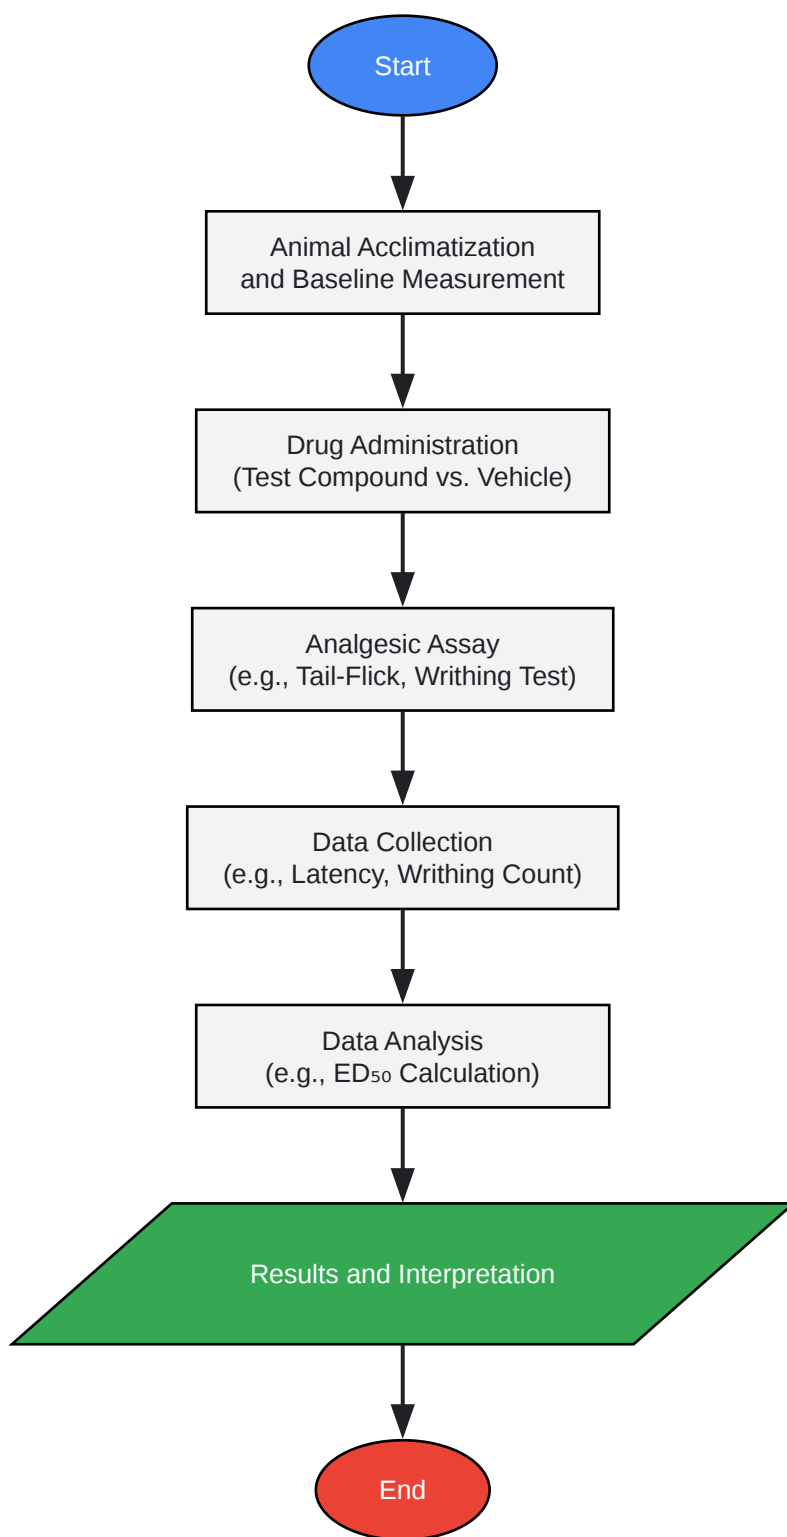 Start
Animal Acclimatization
and Baseline Measurement
Drug Administration
(Test Compound vs. Vehicle)
Analgesic Assay
(e.g., Tail-Flick, Writhing Test)
Data Collection
(e.g., Latency, Writhing Count)
Data Analysis
(e.g., ED₅₀ Calculation)
Results and Interpretation
End